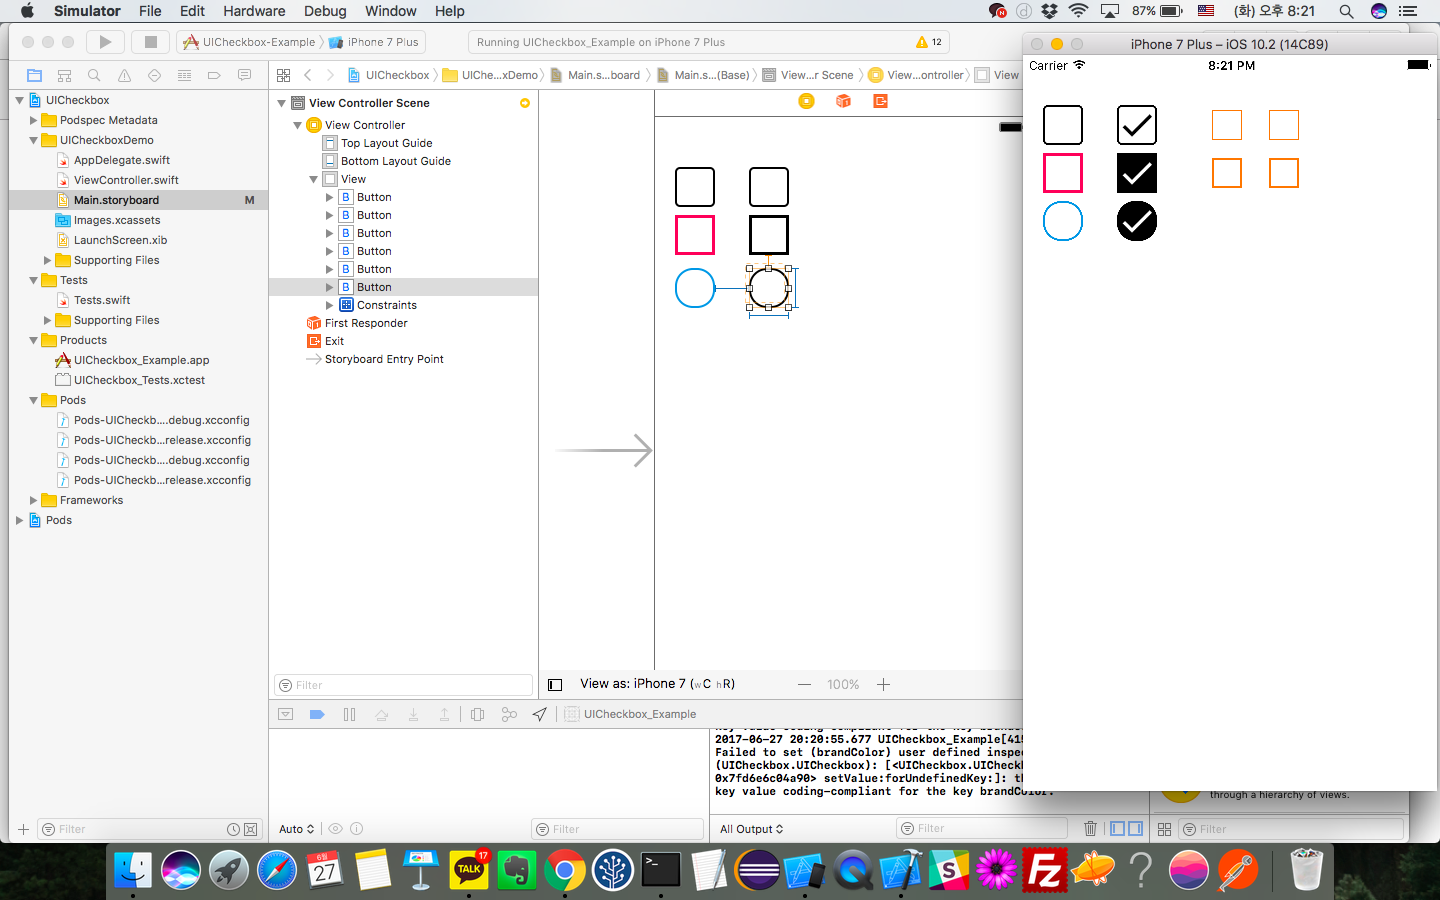 Simulator File Edit Hardware Debug Window Help 87% (화) 오후 8:21
UICheckbox-Example iPhone 7 Plus Running UICheckbox_Example on iPhone 7 Plus 12
iPhone 7 Plus – iOS 10.2 (14C89)
Carrier 8:21 PM
UICheckbox UIChe...xDemo Main.s...board Main.s...(Base) View...r Scene View...ontroller View
UICheckbox
Podspec Metadata
UICheckboxDemo
AppDelegate.swift
ViewController.swift
Main.storyboard M
Images.xcassets
LaunchScreen.xib
Supporting Files
Tests
Tests.swift
Supporting Files
Products
UICheckbox_Example.app
UICheckbox_Tests.xctest
Pods
Pods-UICheckb....debug.xcconfig
Pods-UICheckb...release.xcconfig
Pods-UICheckb....debug.xcconfig
Pods-UICheckb...release.xcconfig
Frameworks
Pods
Filter
View Controller Scene
View Controller
Top Layout Guide
Bottom Layout Guide
View
B Button
B Button
B Button
B Button
B Button
B Button
Constraints
First Responder
Exit
Storyboard Entry Point
Filter
View as: iPhone 7 (wC hR) — 100% +
UICheckbox_Example
2017-06-27 20:20:55.677 UICheckbox_Example[415
Failed to set (brandColor) user defined inspe
(UICheckbox.UICheckbox): [<UICheckbox.UICheck
0x7fd6e6c04a90> setValue:forUndefinedKey:]: th
key value coding-compliant for the key brandColor.
Auto
Filter
All Output
Filter
through a hierarchy of views.
Filter
6월
27
TALK
17
S
Fz